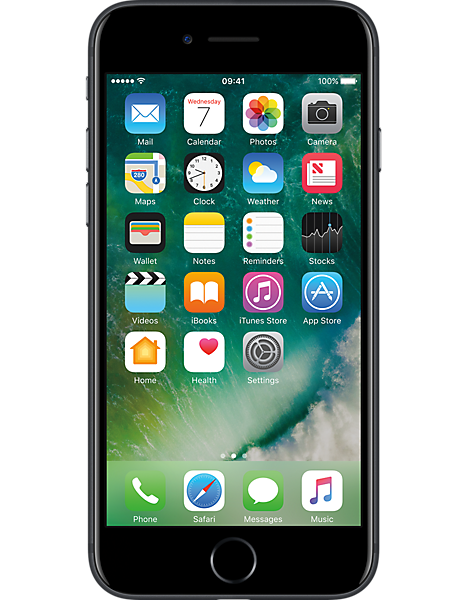 09:41 100%
Wednesday
7
Mail Calendar Photos Camera
280
Maps Clock Weather News
Wallet Notes Reminders Stocks
Videos iBooks iTunes Store App Store
Home Health Settings
Phone Safari Messages Music